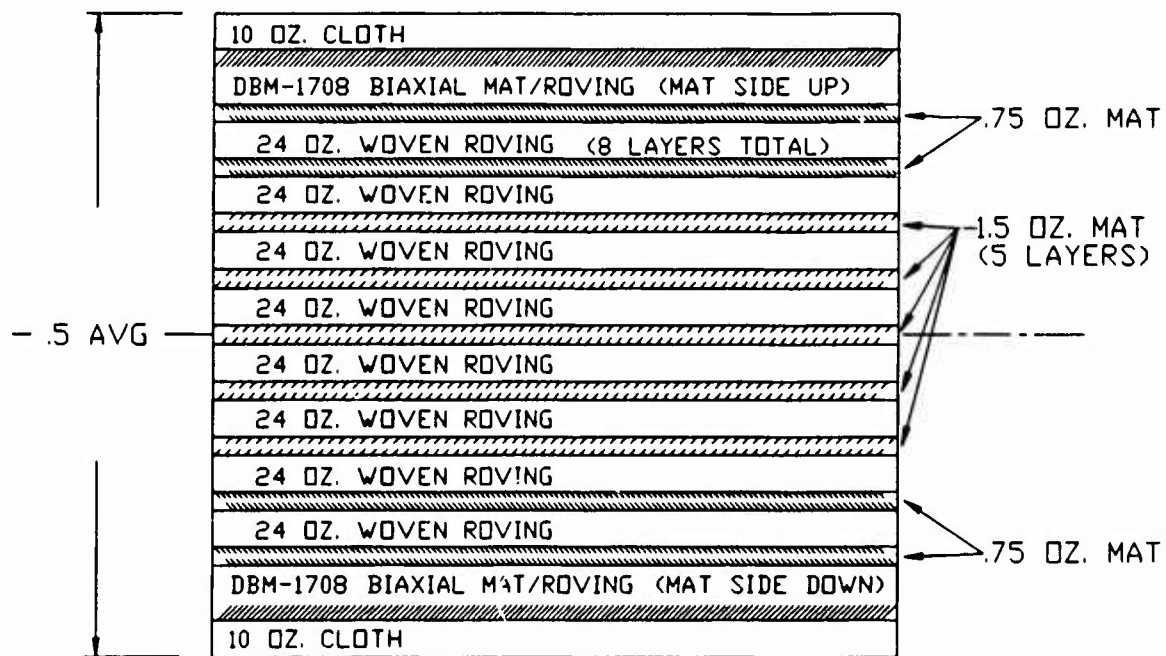 10 OZ. CLOTH
DBM-1708 BIAXIAL MAT/ROVING (MAT SIDE UP)
.75 OZ. MAT
24 OZ. WOVEN ROVING (8 LAYERS TOTAL)
24 OZ. WOVEN ROVING
1.5 OZ. MAT
(5 LAYERS)
24 OZ. WOVEN ROVING
24 OZ. WOVEN ROVING
.5 AVG
24 OZ. WOVEN ROVING
24 OZ. WOVEN ROVING
24 OZ. WOVEN ROVING
24 OZ. WOVEN ROVING
.75 OZ. MAT
DBM-1708 BIAXIAL MAT/ROVING (MAT SIDE DOWN)
10 OZ. CLOTH